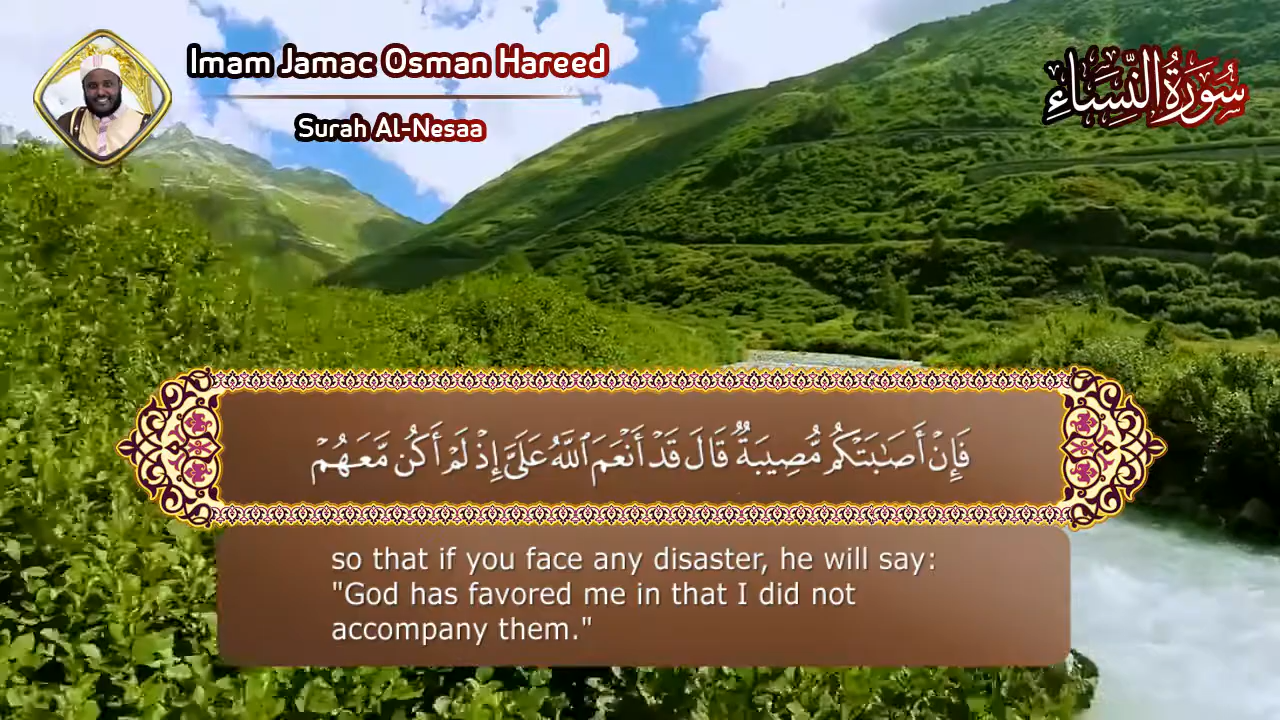 Imam Jamac Osman Hareed
Surah Al-Nesaa
سُورَةُ النِّسَاءِ
فَإِنْ أَصَٰبَتْكُم مُّصِيبَةٌ قَالَ قَدْ أَنْعَمَ ٱللَّهُ عَلَىَّ إِذْ لَمْ أَكُن مَّعَهُمْ
so that if you face any disaster, he will say:
"God has favored me in that I did not
accompany them."